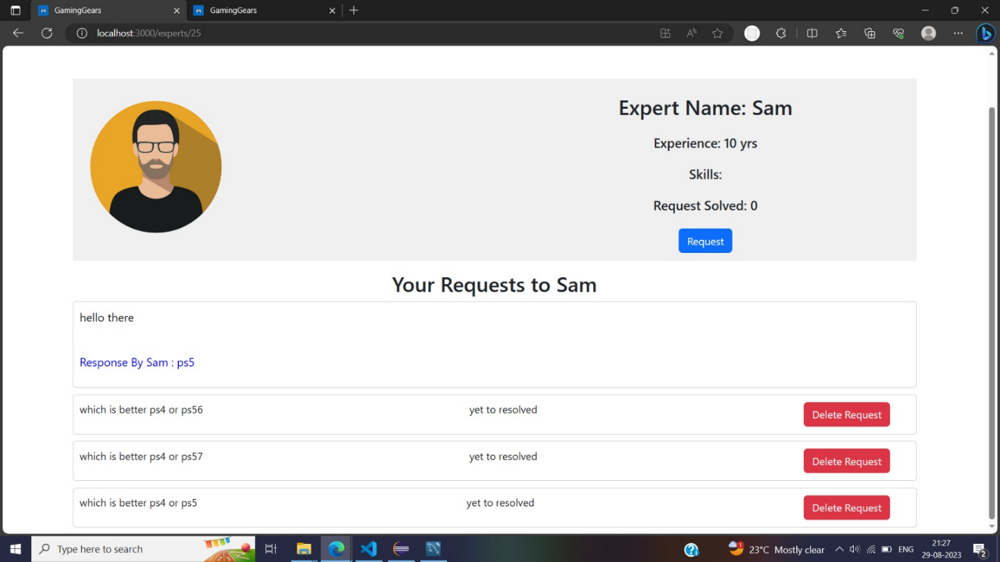 GamingGears
GamingGears
localhost:3000/experts/25
Expert Name: Sam
Experience: 10 yrs
Skills:
Request Solved: 0
Request
Your Requests to Sam
hello there
Response By Sam : ps5
which is better ps4 or ps56 yet to resolved Delete Request
which is better ps4 or ps57 yet to resolved Delete Request
which is better ps4 or ps5 yet to resolved Delete Request
Type here to search
23°C Mostly clear
ENG
21:27
29-08-2023
2